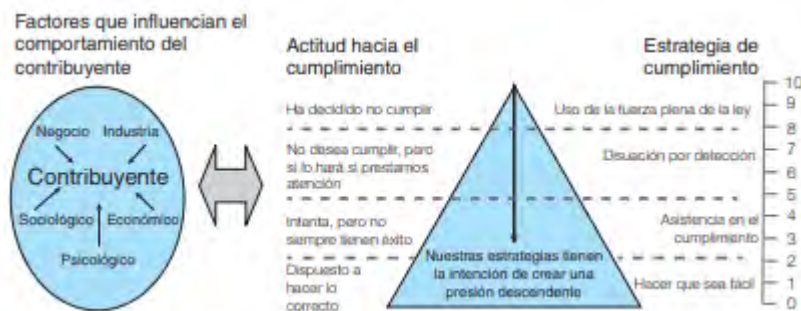 Factores que influencian el
comportamiento del
contribuyente
Negocio
Industria
Contribuyente
Sociológico
Económico
Psicológico
Actitud hacia el
cumplimiento
Ha decidido no cumplir
No desea cumplir, pero
si lo hará si prestamos
atención
Intenta, pero no
siempre tienen éxito
Dispuesto a
hacer lo
correcto
Nuestras estrategias tienen
la intención de crear una
presión descendente
Estrategia de
cumplimiento
Uso de la fuerza plena de la ley
Disuación por detección
Asistencia en el
cumplimiento
Hacer que sea fácil
10
9
8
7
6
5
4
3
2
1
0